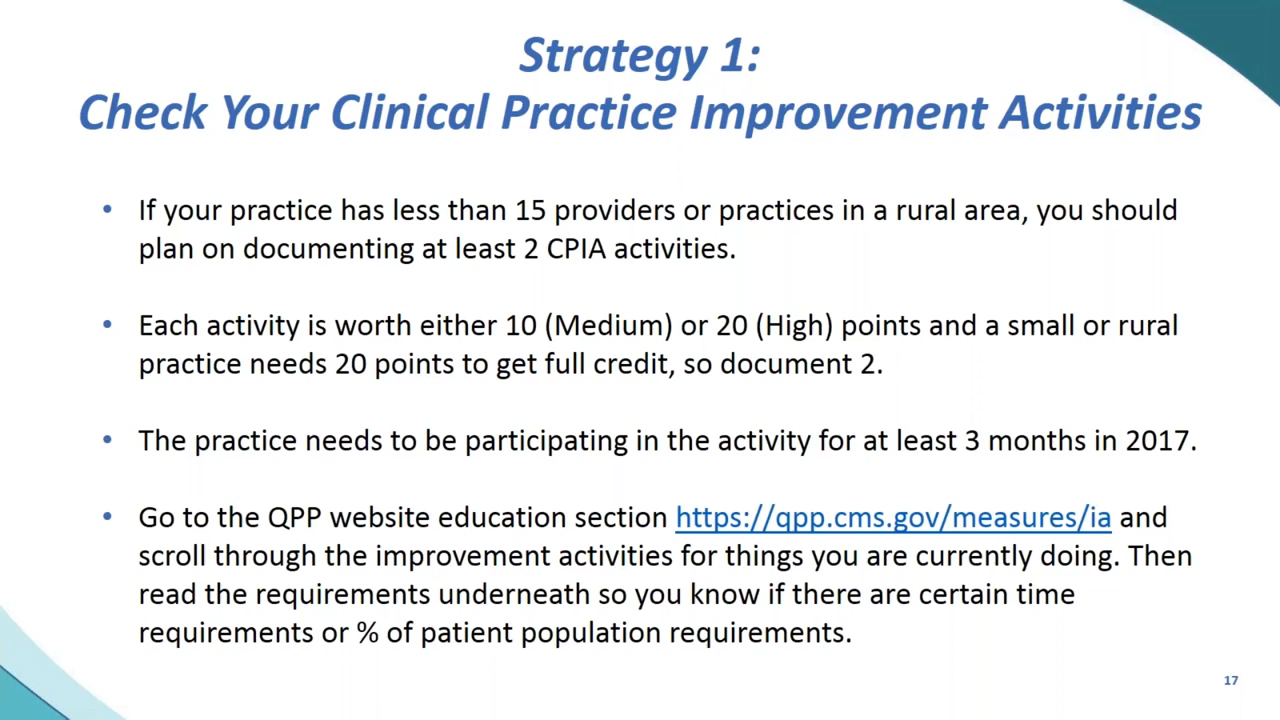 Strategy 1:
Check Your Clinical Practice Improvement Activities
• If your practice has less than 15 providers or practices in a rural area, you should
plan on documenting at least 2 CPIA activities.
• Each activity is worth either 10 (Medium) or 20 (High) points and a small or rural
practice needs 20 points to get full credit, so document 2.
• The practice needs to be participating in the activity for at least 3 months in 2017.
• Go to the QPP website education section https://qpp.cms.gov/measures/ia and
scroll through the improvement activities for things you are currently doing. Then
read the requirements underneath so you know if there are certain time
requirements or % of patient population requirements.
17